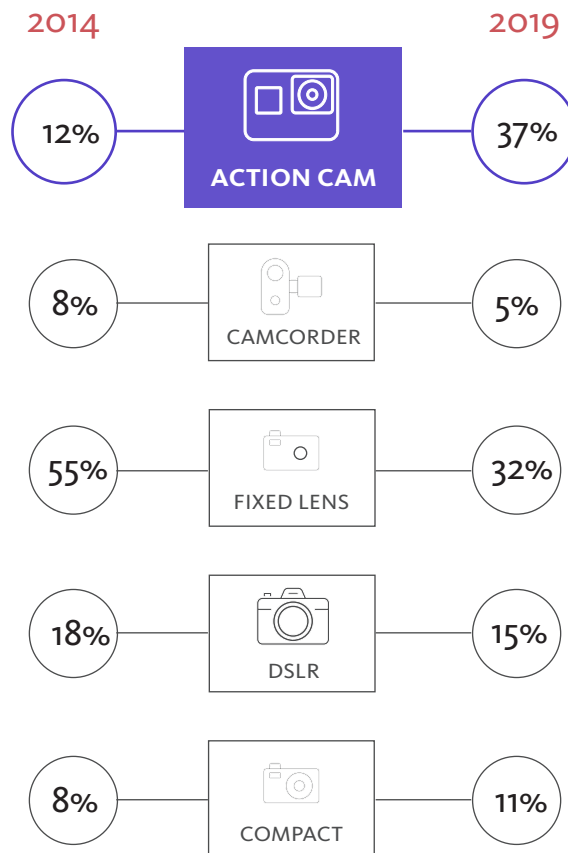 2014 2019
12% ACTION CAM 37%
8% CAMCORDER 5%
55% FIXED LENS 32%
18% DSLR 15%
8% COMPACT 11%